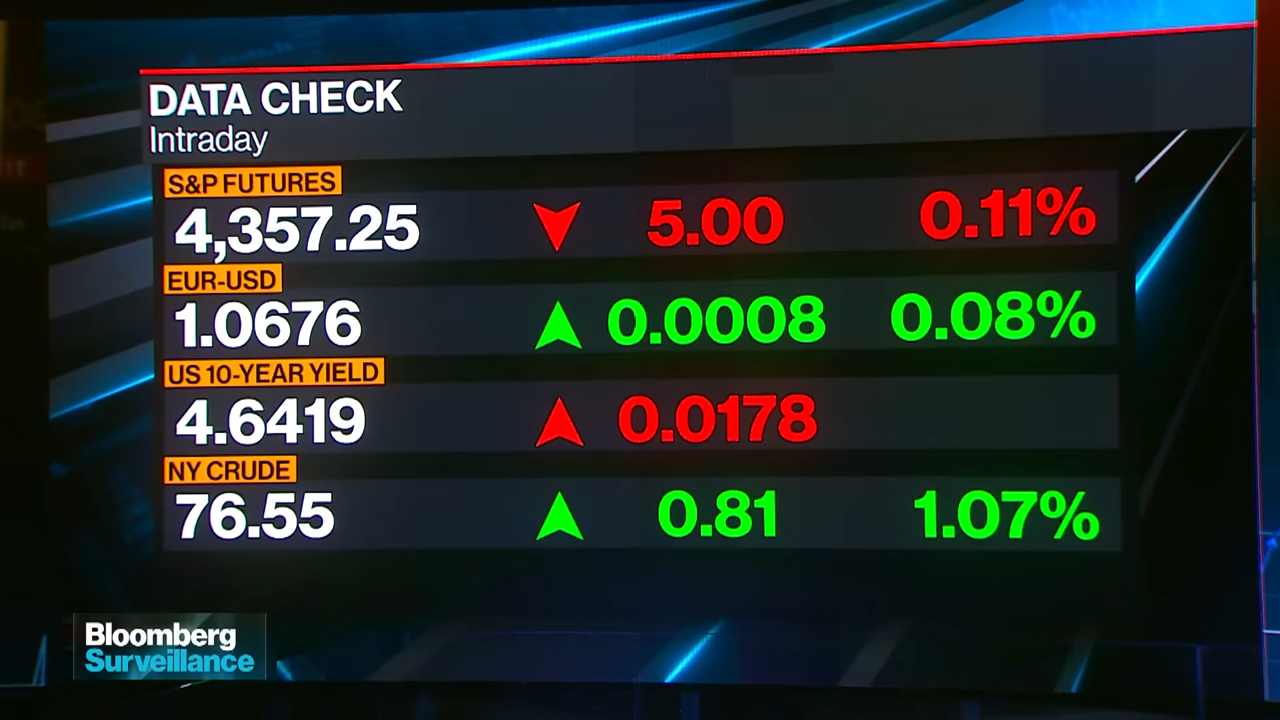 DATA CHECK
Intraday
S&P FUTURES
4,357.25 5.00 0.11%
EUR-USD
1.0676 0.0008 0.08%
US 10-YEAR YIELD
4.6419 0.0178
NY CRUDE
76.55 0.81 1.07%
Bloomberg
Surveillance